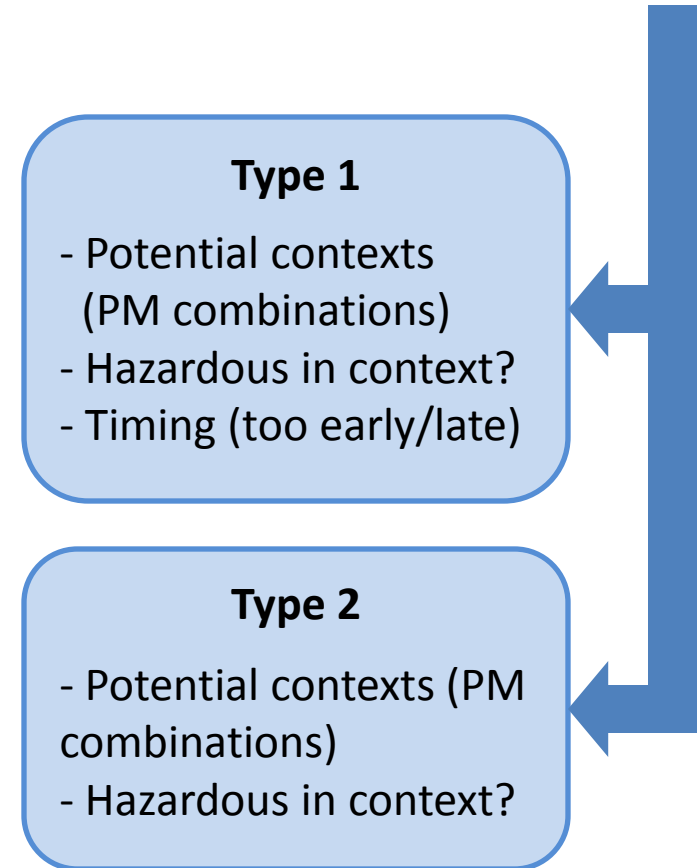 Type 1
- Potential contexts
(PM combinations)
- Hazardous in context?
- Timing (too early/late)
Type 2
- Potential contexts (PM
combinations)
- Hazardous in context?